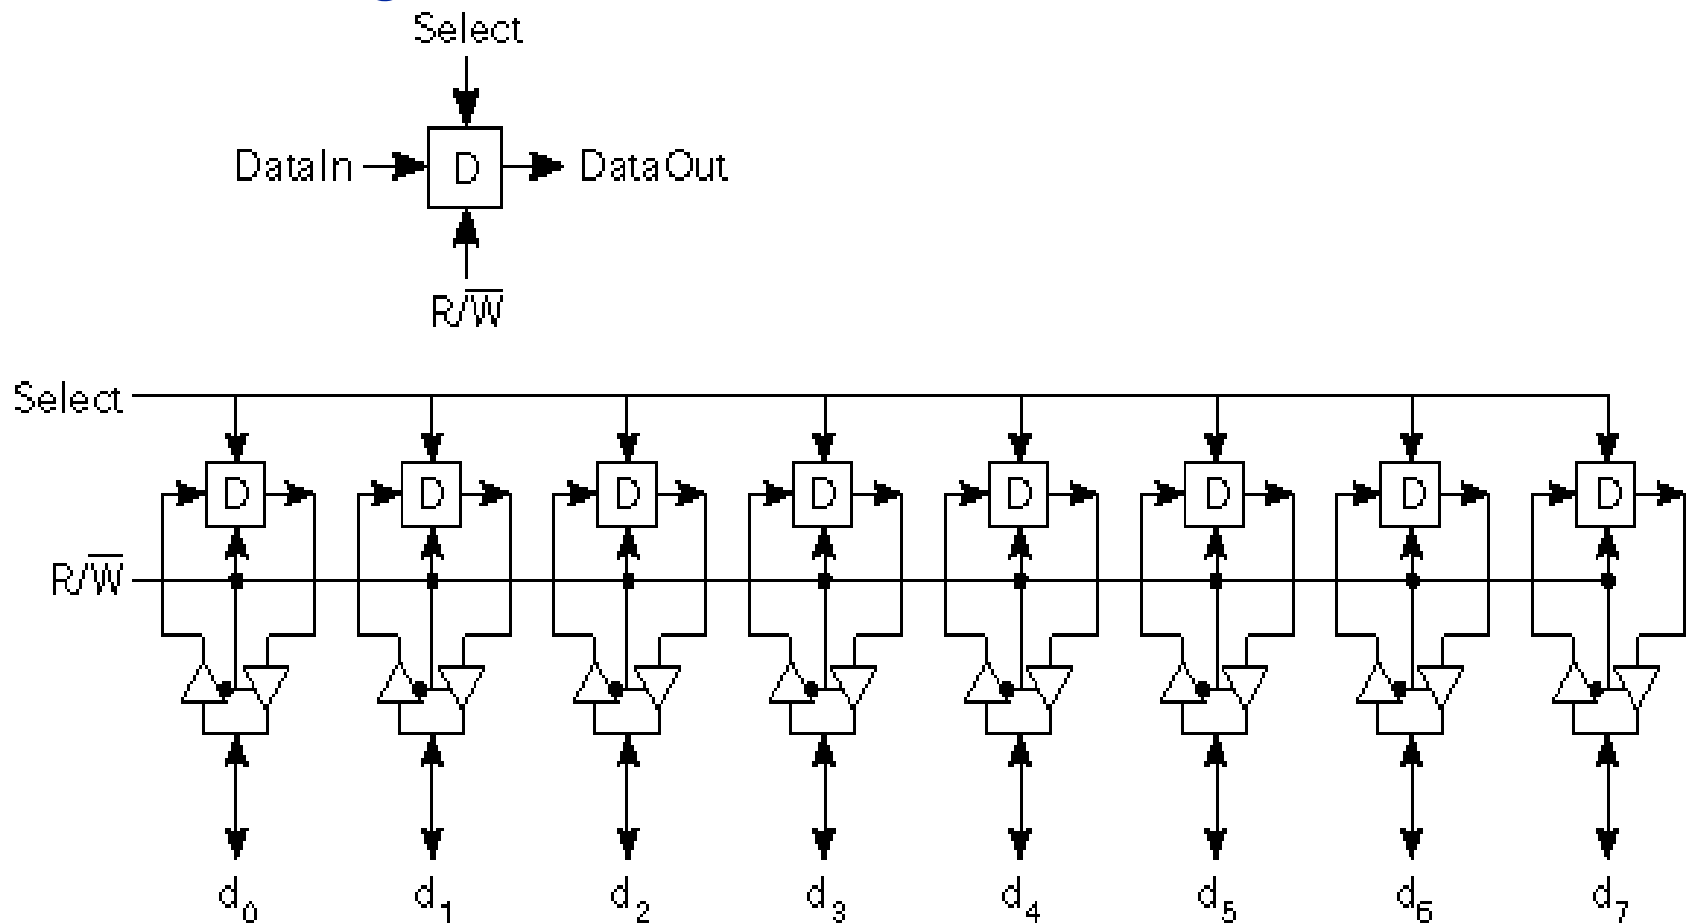 Select
DataIn D DataOut
R/W̅
Select
D D D D D D D D
R/W̅
d₀ d₁ d₂ d₃ d₄ d₅ d₆ d₇